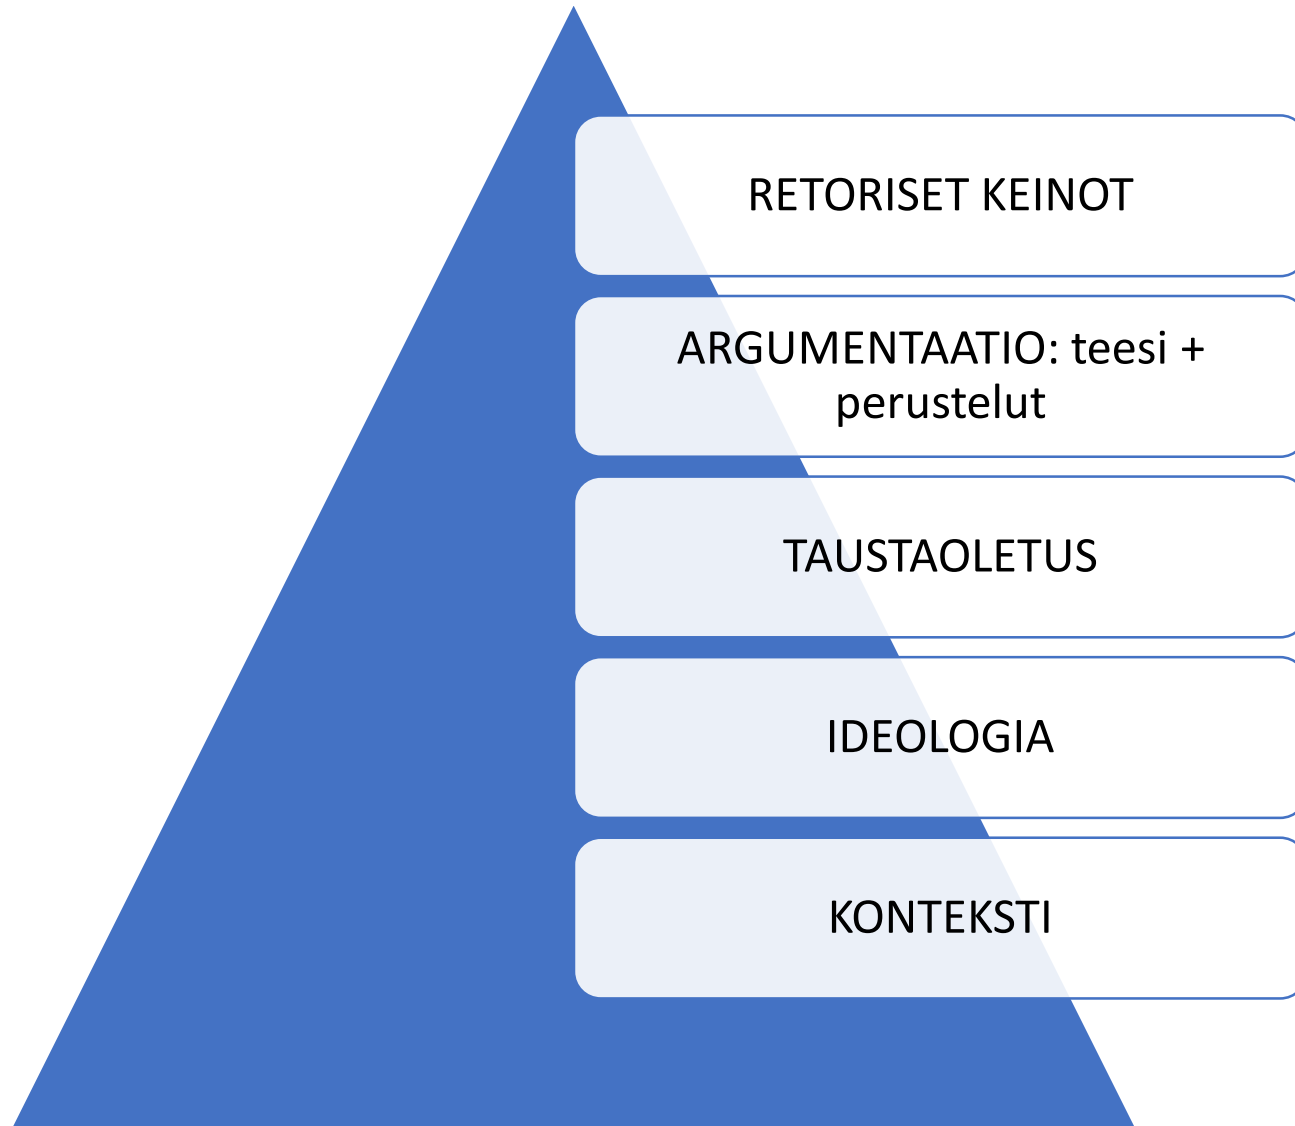 RETORISET KEINOT
ARGUMENTAATIO: teesi +
perustelut
TAUSTAOLETUS
IDEOLOGIA
KONTEKSTI